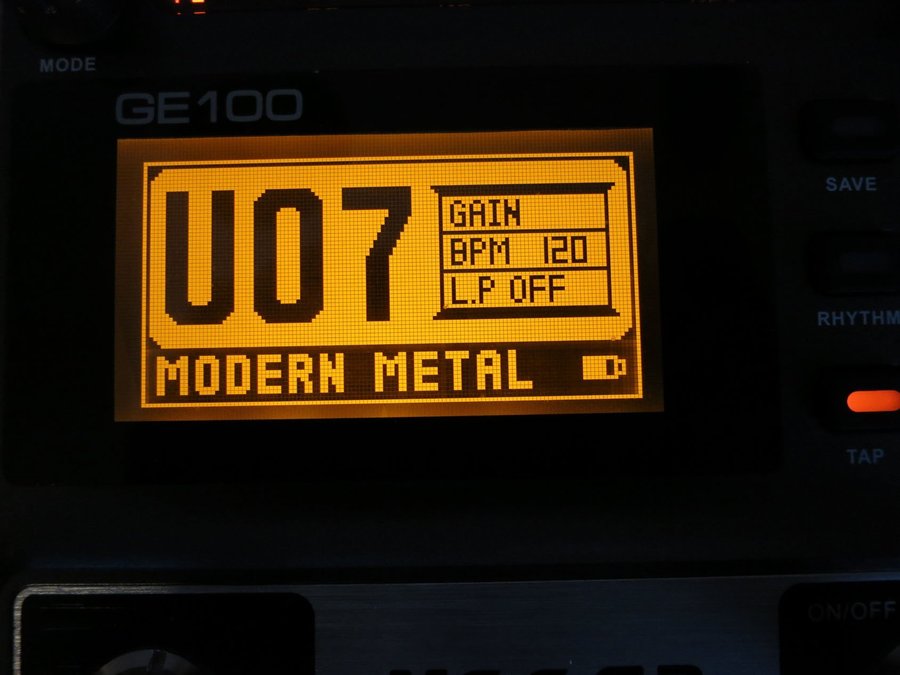 MODE
GE100
SAVE
U07
GAIN
BPM 120
L.P OFF
RHYTHM
MODERN METAL
TAP
ON/OFF